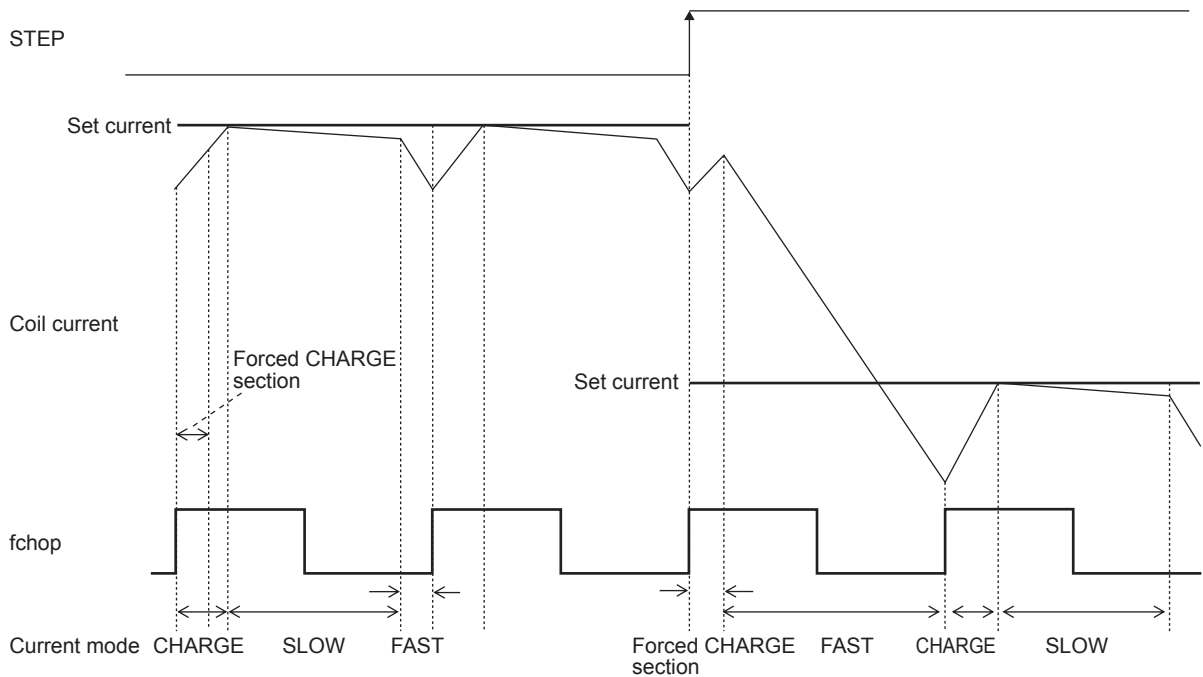 STEP
Set current
Coil current
Forced CHARGE
section
Set current
fchop
Current mode CHARGE SLOW FAST Forced CHARGE FAST CHARGE SLOW
section